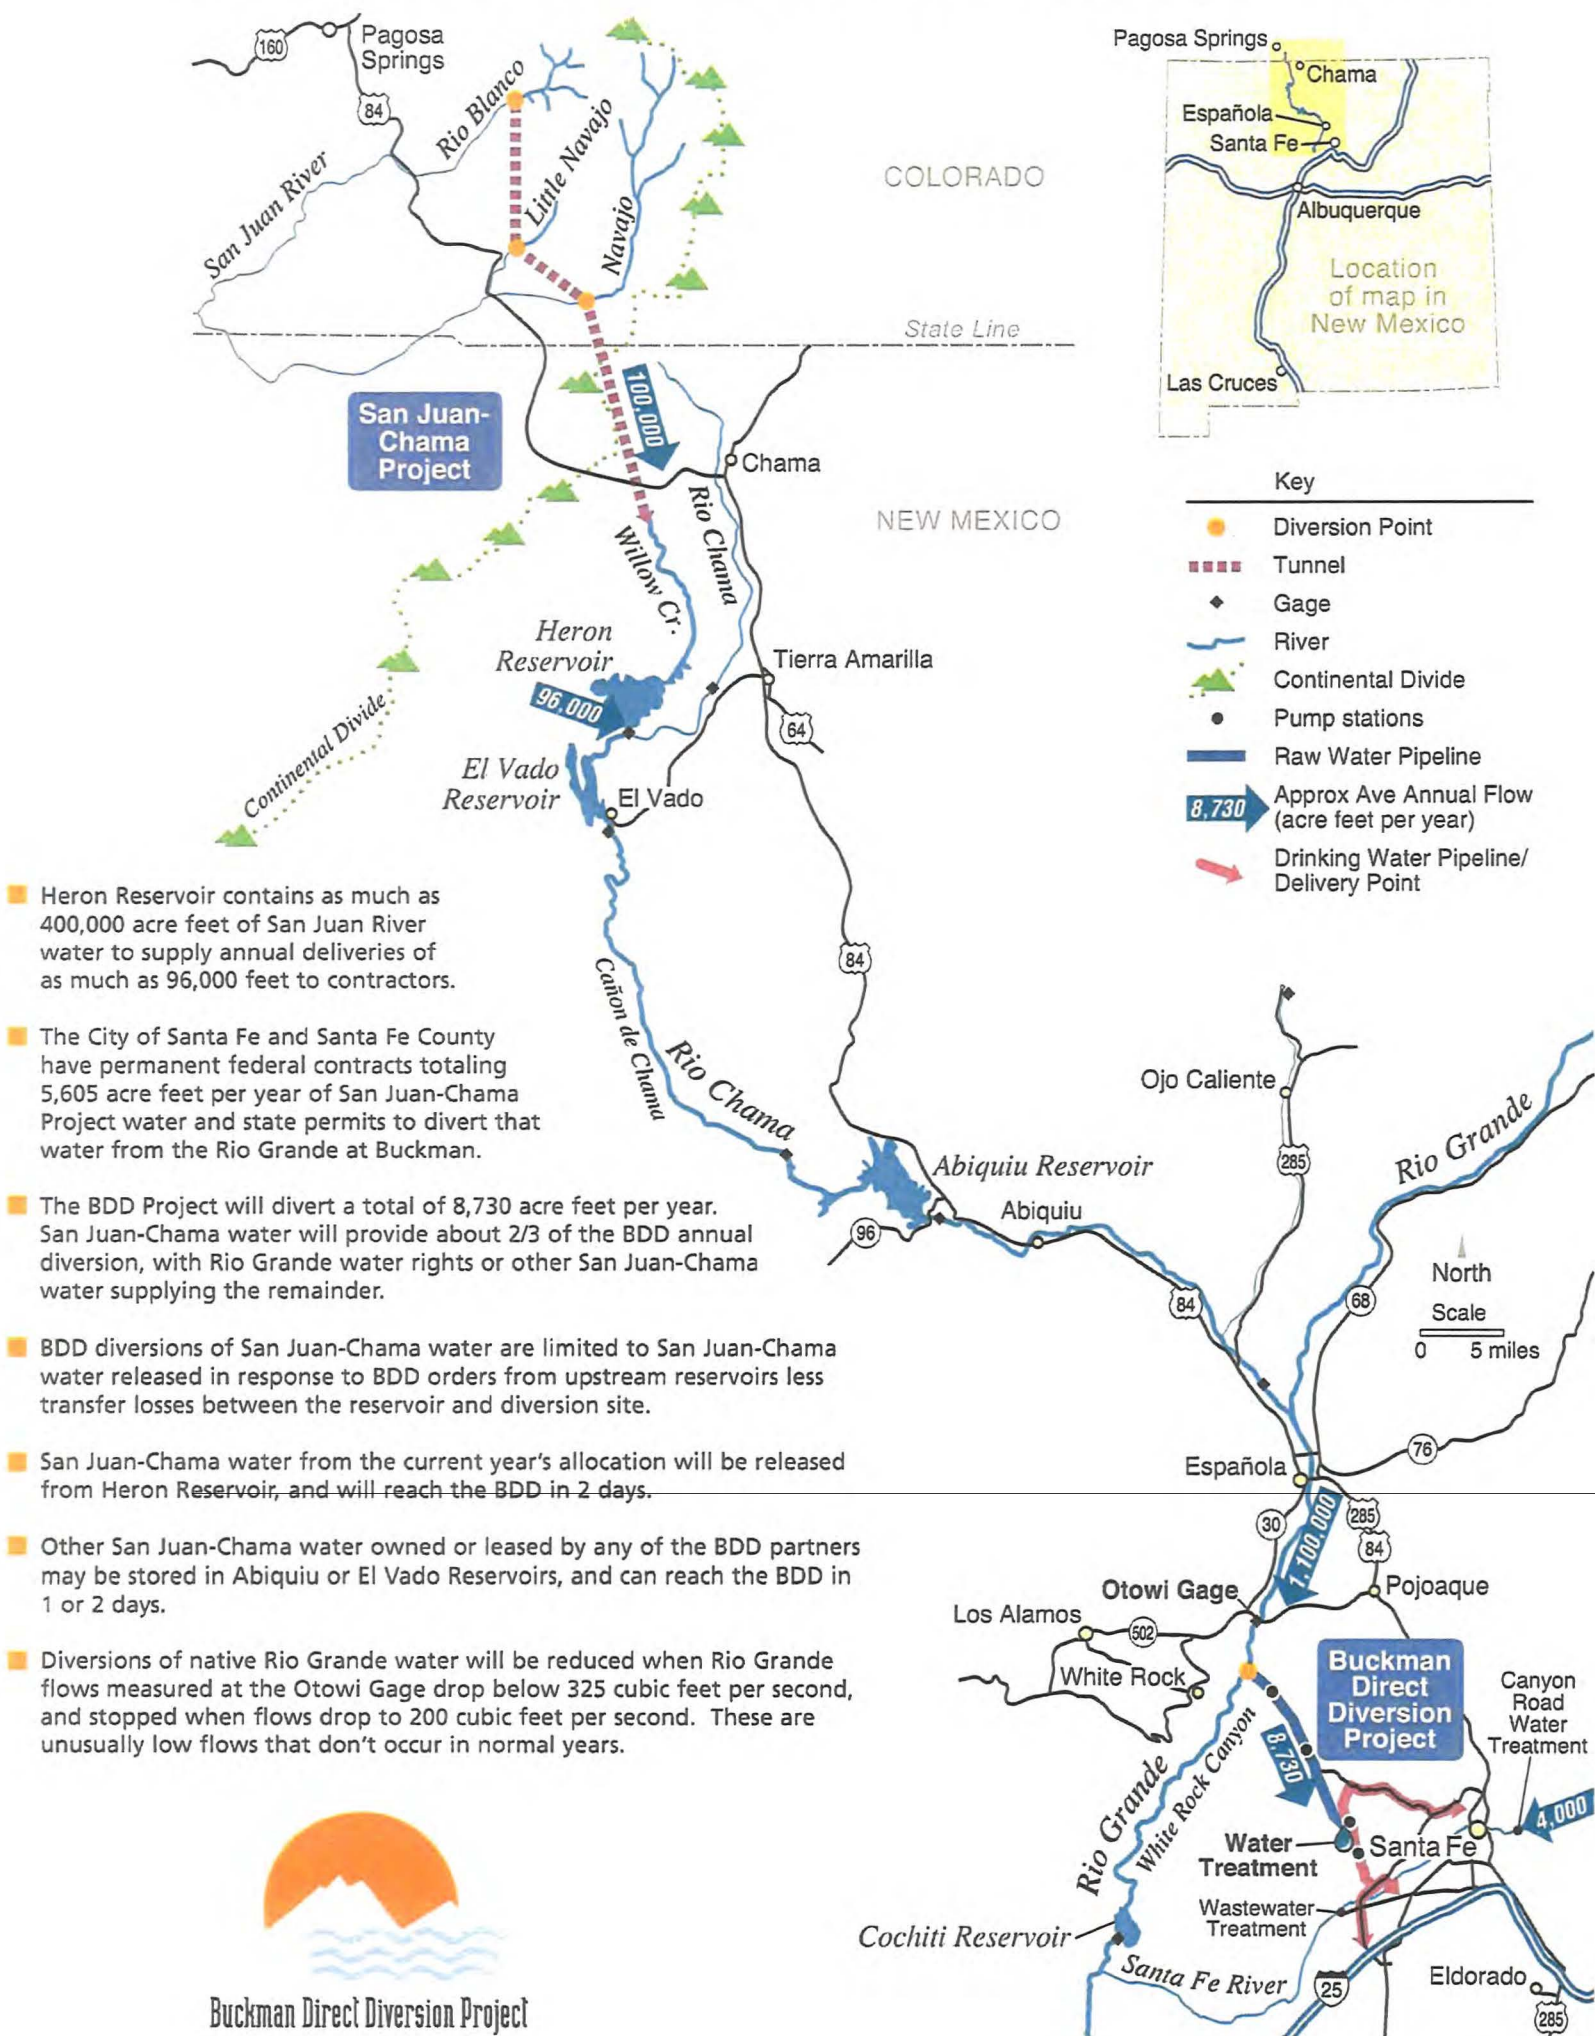 Pagosa
Springs
160
84
Rio Blanco
Little Navajo
Navajo
San Juan River
COLORADO
State Line
Pagosa Springs
Chama
Española
Santa Fe
Albuquerque
Location
of map in
New Mexico
Las Cruces
San Juan-
Chama
Project
100,000
Chama
NEW MEXICO
Rio Chama
Willow Cr.
Key
Diversion Point
Tunnel
Gage
River
Continental Divide
Pump stations
Raw Water Pipeline
8,730
Approx Ave Annual Flow
(acre feet per year)
Drinking Water Pipeline/
Delivery Point
Heron
Reservoir
96,000
Tierra Amarilla
64
Continental Divide
El Vado
Reservoir
El Vado
84
Cañon de Chama
Rio Chama
Heron Reservoir contains as much as
400,000 acre feet of San Juan River
water to supply annual deliveries of
as much as 96,000 feet to contractors.
The City of Santa Fe and Santa Fe County
have permanent federal contracts totaling
5,605 acre feet per year of San Juan-Chama
Project water and state permits to divert that
water from the Rio Grande at Buckman.
The BDD Project will divert a total of 8,730 acre feet per year.
San Juan-Chama water will provide about 2/3 of the BDD annual
diversion, with Rio Grande water rights or other San Juan-Chama
water supplying the remainder.
BDD diversions of San Juan-Chama water are limited to San Juan-Chama
water released in response to BDD orders from upstream reservoirs less
transfer losses between the reservoir and diversion site.
San Juan-Chama water from the current year's allocation will be released
from Heron Reservoir, and will reach the BDD in 2 days.
Other San Juan-Chama water owned or leased by any of the BDD partners
may be stored in Abiquiu or El Vado Reservoirs, and can reach the BDD in
1 or 2 days.
Diversions of native Rio Grande water will be reduced when Rio Grande
flows measured at the Otowi Gage drop below 325 cubic feet per second,
and stopped when flows drop to 200 cubic feet per second. These are
unusually low flows that don't occur in normal years.
Ojo Caliente
285
Rio Grande
Abiquiu Reservoir
Abiquiu
96
84
68
North
Scale
0 5 miles
Española
76
30
1,100,000
285
84
Otowi Gage
Pojoaque
Los Alamos
502
White Rock
Buckman
Direct
Diversion
Project
Canyon
Road
Water
Treatment
8,730
Rio Grande
White Rock Canyon
4,000
Water
Treatment
Santa Fe
Wastewater
Treatment
Cochiti Reservoir
Santa Fe River
25
Eldorado
285
Buckman Direct Diversion Project